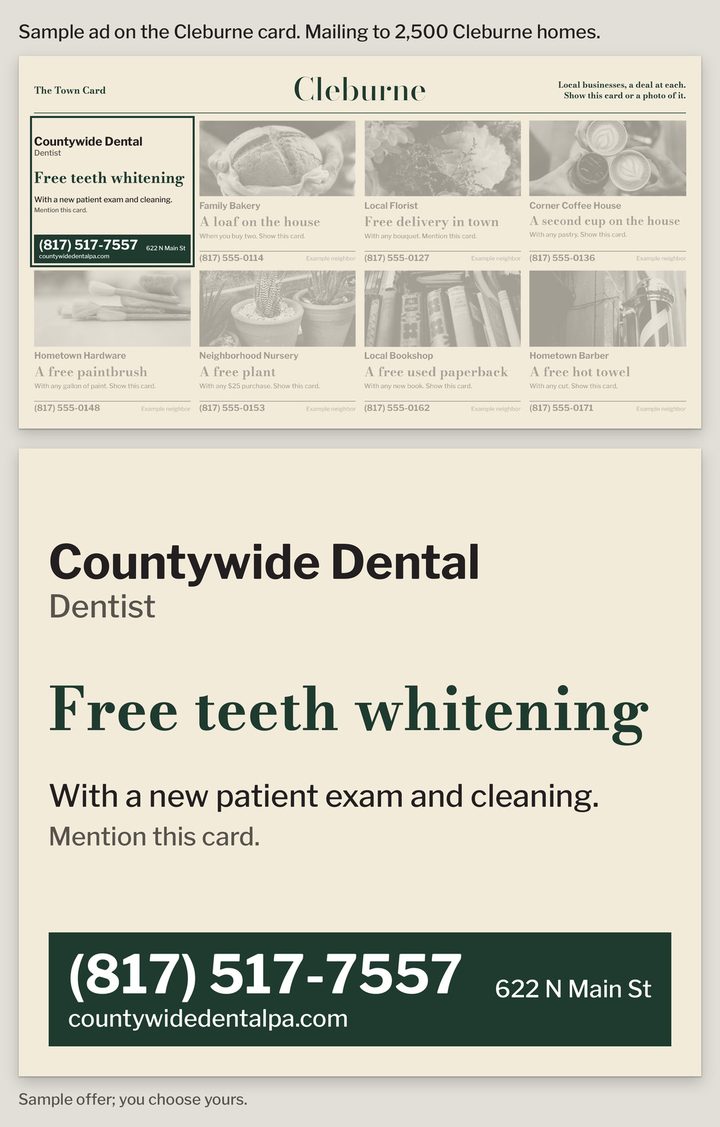 Sample ad on the Cleburne card. Mailing to 2,500 Cleburne homes.
The Town Card
Cleburne
Local businesses, a deal at each.
Show this card or a photo of it.
Countywide Dental
Dentist
Free teeth whitening
With a new patient exam and cleaning.
Mention this card.
(817) 517-7557 622 N Main St
countywidedentalpa.com
Family Bakery
A loaf on the house
When you buy two. Show this card.
(817) 555-0114 Example neighbor
Local Florist
Free delivery in town
With any bouquet. Mention this card.
(817) 555-0127 Example neighbor
Corner Coffee House
A second cup on the house
With any pastry. Show this card.
(817) 555-0136 Example neighbor
Hometown Hardware
A free paintbrush
With any gallon of paint. Show this card.
(817) 555-0148 Example neighbor
Neighborhood Nursery
A free plant
With any $25 purchase. Show this card.
(817) 555-0153 Example neighbor
Local Bookshop
A free used paperback
With any new book. Show this card.
(817) 555-0162 Example neighbor
Hometown Barber
A free hot towel
With any cut. Show this card.
(817) 555-0171 Example neighbor
Countywide Dental
Dentist
Free teeth whitening
With a new patient exam and cleaning.
Mention this card.
(817) 517-7557 622 N Main St
countywidedentalpa.com
Sample offer; you choose yours.